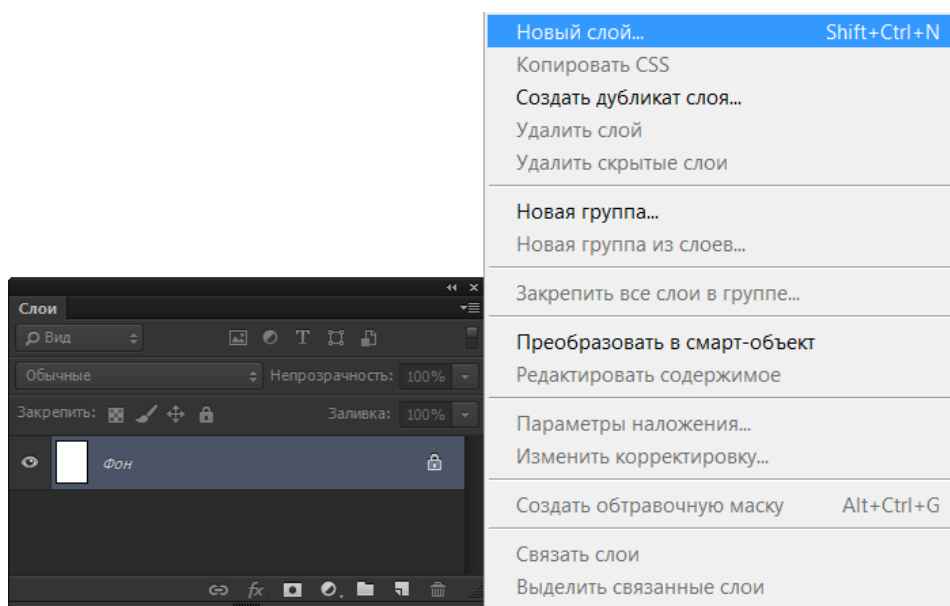 Новый слой... Shift+Ctrl+N
Копировать CSS
Создать дубликат слоя...
Удалить слой
Удалить скрытые слои
Новая группа...
Новая группа из слоев...
Закрепить все слои в группе...
Преобразовать в смарт-объект
Редактировать содержимое
Параметры наложения...
Изменить корректировку...
Создать обтравочную маску Alt+Ctrl+G
Связать слои
Выделить связанные слои
Слои
Вид
Обычные Непрозрачность: 100%
Закрепить: Заливка: 100%
Фон
fx